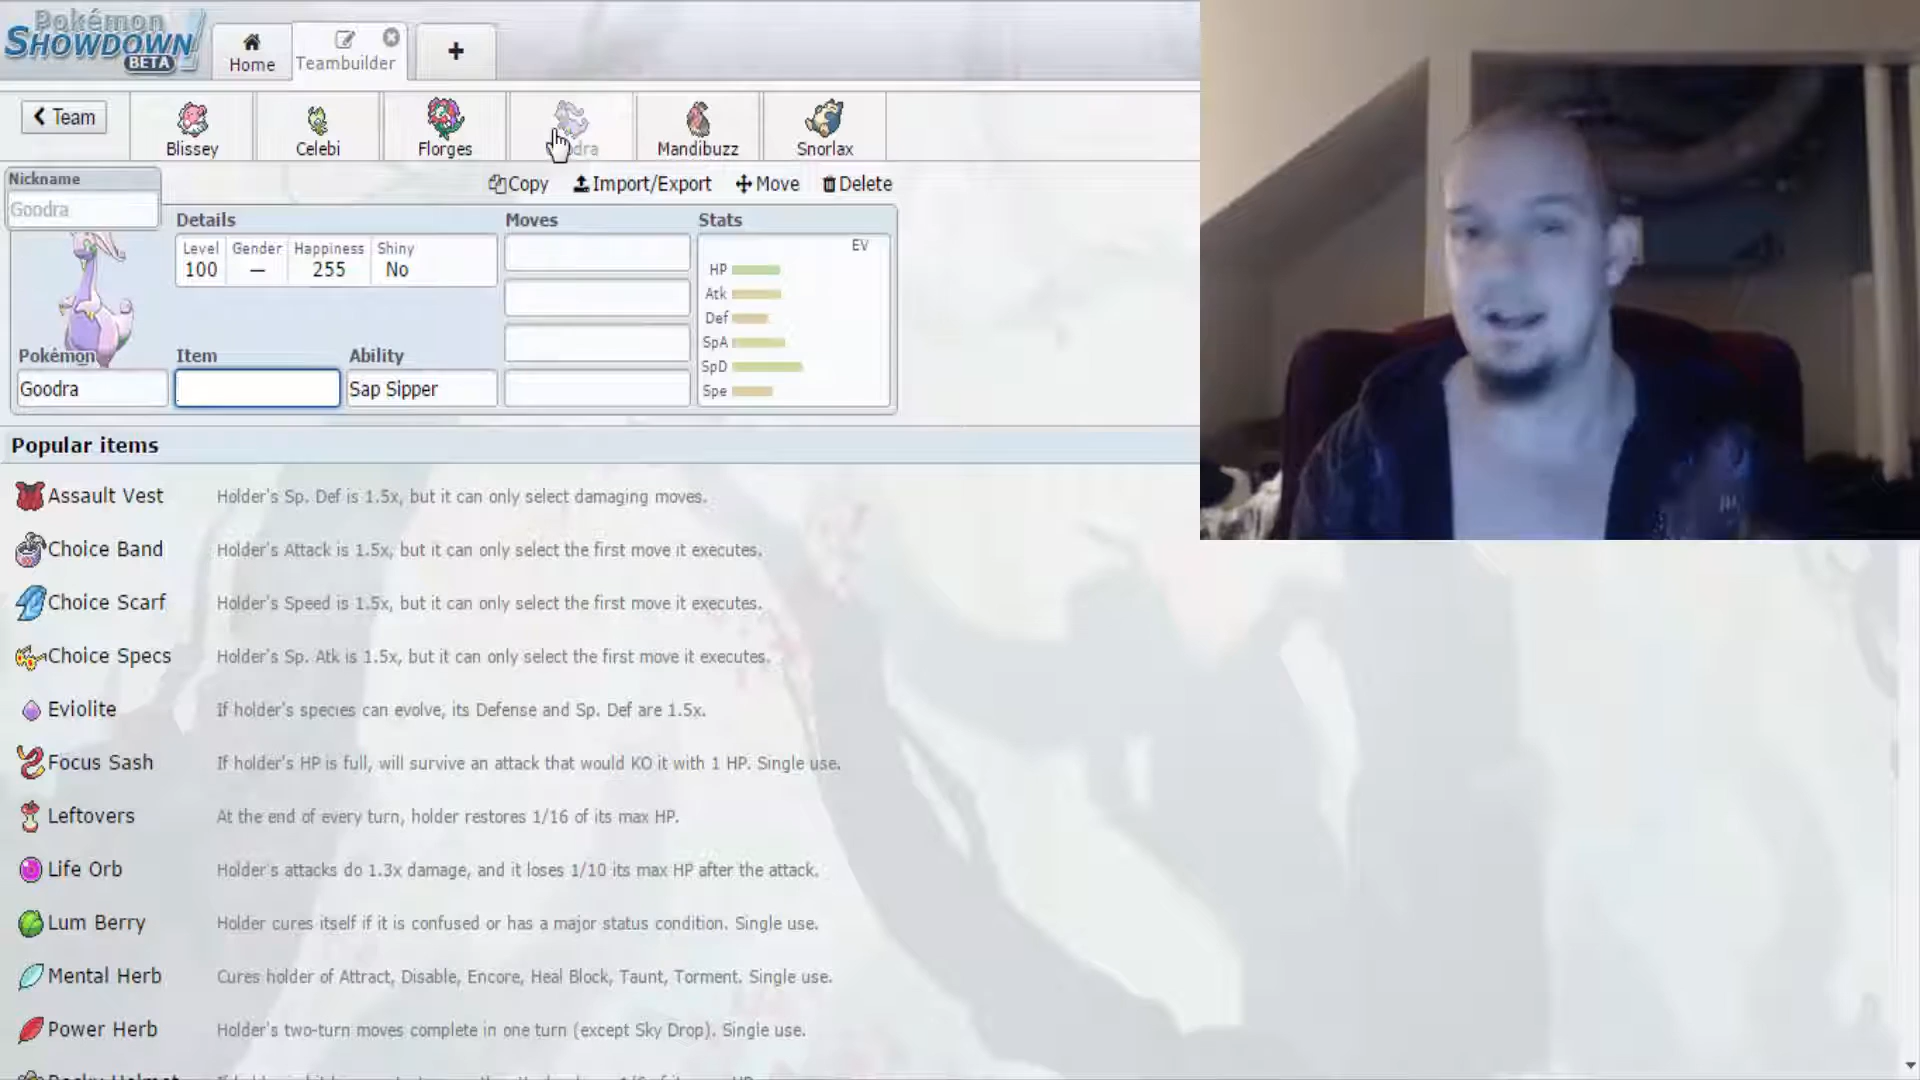 Pokémon
SHOWDOWN
BETA
Home
Teambuilder
+
Team
Blissey
Celebi
Florges
Mandibuzz
Snorlax
Nickname
Goodra
Copy
Import/Export
Move
Delete
Details
Moves
Stats
Level
Gender
Happiness
Shiny
100
—
255
No
EV
HP
Atk
Def
SpA
SpD
Spe
Pokémon
Item
Ability
Goodra
Sap Sipper
Popular items
Assault Vest Holder's Sp. Def is 1.5x, but it can only select damaging moves.
Choice Band Holder's Attack is 1.5x, but it can only select the first move it executes.
Choice Scarf Holder's Speed is 1.5x, but it can only select the first move it executes.
Choice Specs Holder's Sp. Atk is 1.5x, but it can only select the first move it executes.
Eviolite If holder's species can evolve, its Defense and Sp. Def are 1.5x.
Focus Sash If holder's HP is full, will survive an attack that would KO it with 1 HP. Single use.
Leftovers At the end of every turn, holder restores 1/16 of its max HP.
Life Orb Holder's attacks do 1.3x damage, and it loses 1/10 its max HP after the attack.
Lum Berry Holder cures itself if it is confused or has a major status condition. Single use.
Mental Herb Cures holder of Attract, Disable, Encore, Heal Block, Taunt, Torment. Single use.
Power Herb Holder's two-turn moves complete in one turn (except Sky Drop). Single use.